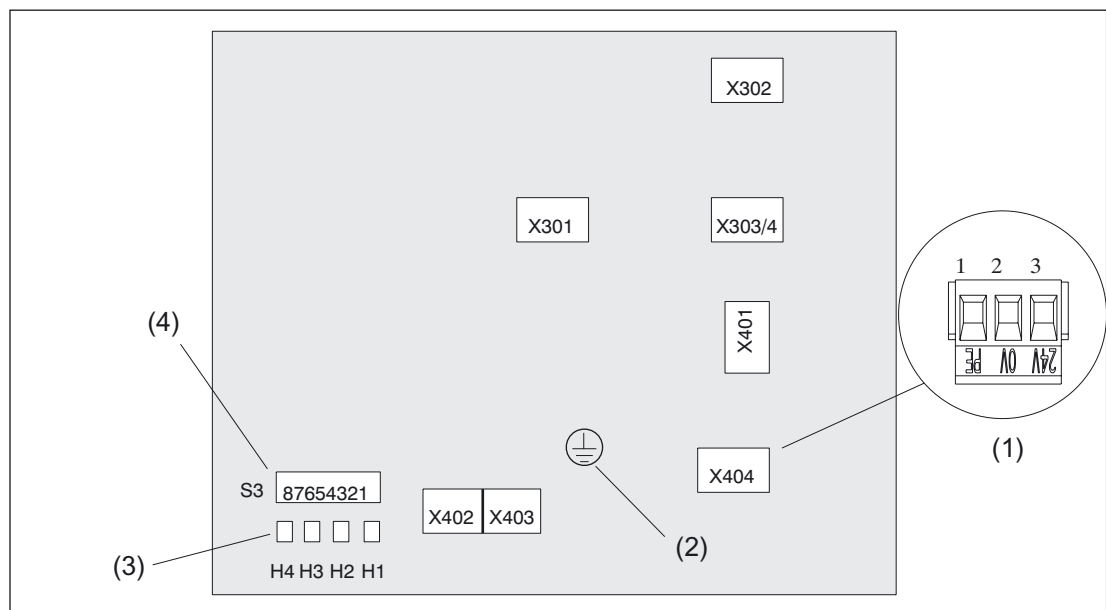 X302
X301
X303/4
1 2 3
PE 0V 24V
X401
(4)
(1)
X404
S3 87654321
X402 X403
(2)
(3)
H4 H3 H2 H1